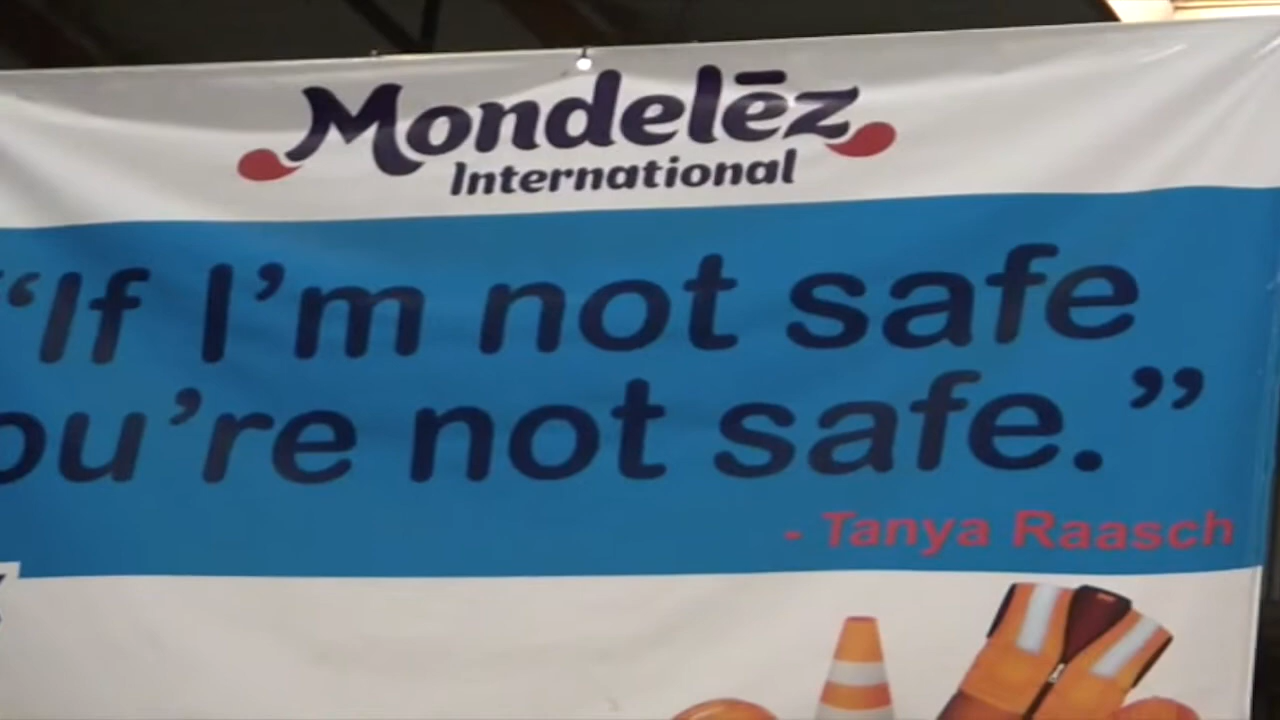 Mondelēz
International
“If I’m not safe
ou’re not safe.”
- Tanya Raasch